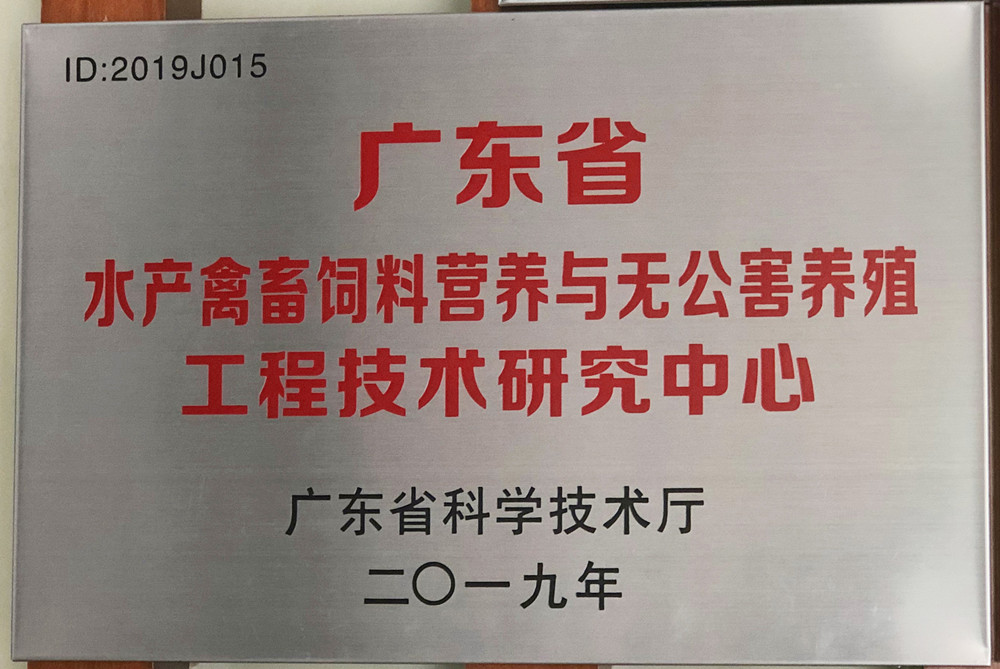 ID:2019J015
广东省
水产禽畜饲料营养与无公害养殖
工程技术研究中心
广东省科学技术厅
二〇一九年